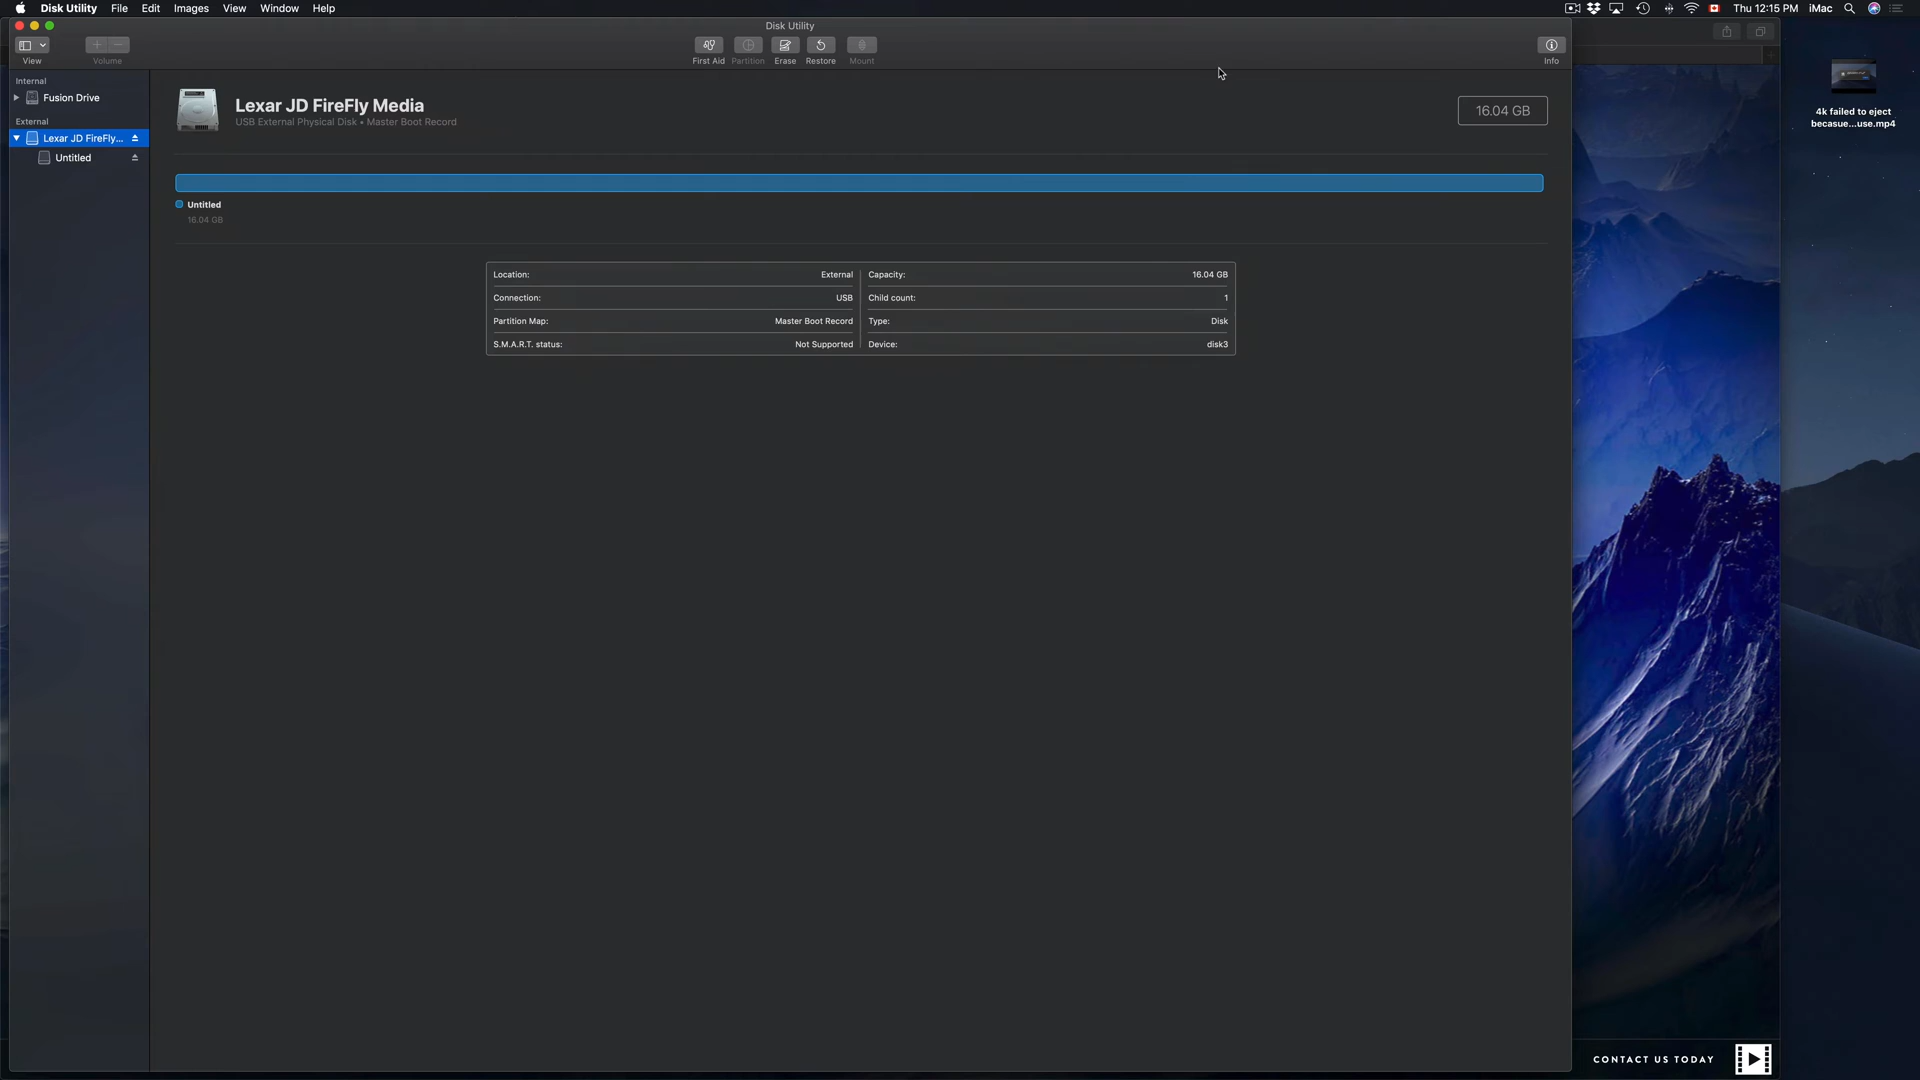 Disk Utility File Edit Images View Window Help
Thu 12:15 PM iMac
Disk Utility
View
Volume
First Aid Partition Erase Restore Mount
Info
Internal
Fusion Drive
External
Lexar JD FireFly...
Untitled
Lexar JD FireFly Media
USB External Physical Disk • Master Boot Record
16.04 GB
Untitled
16.04 GB
Location: External
Capacity: 16.04 GB
Connection: USB
Child count: 1
Partition Map: Master Boot Record
Type: Disk
S.M.A.R.T. status: Not Supported
Device: disk3
4k failed to eject
becasue...use.mp4
CONTACT US TODAY